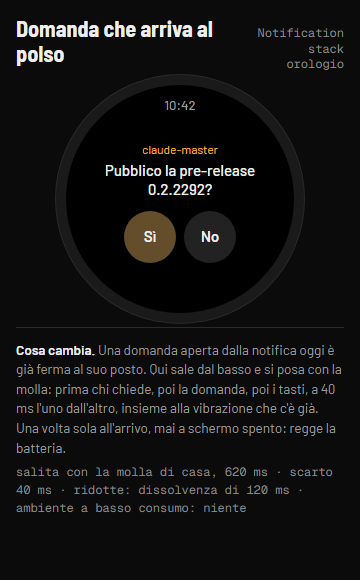 Domanda che arriva al
polso
Notification
stack
orologio
10:42
claude-master
Pubblico la pre-release
0.2.2292?
Sì
No
Cosa cambia. Una domanda aperta dalla notifica oggi è
già ferma al suo posto. Qui sale dal basso e si posa con la
molla: prima chi chiede, poi la domanda, poi i tasti, a 40
ms l'uno dall'altro, insieme alla vibrazione che c'è già.
Una volta sola all'arrivo, mai a schermo spento: regge la
batteria.
salita con la molla di casa, 620 ms · scarto
40 ms · ridotte: dissolvenza di 120 ms ·
ambiente a basso consumo: niente